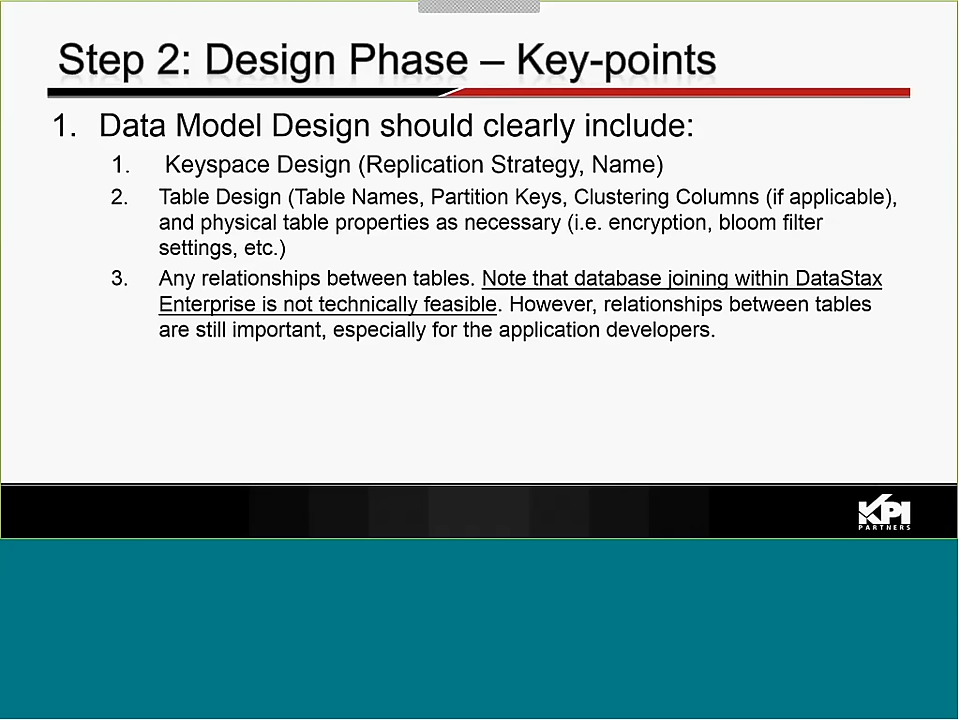 Step 2: Design Phase – Key-points
1. Data Model Design should clearly include:
1. Keyspace Design (Replication Strategy, Name)
2. Table Design (Table Names, Partition Keys, Clustering Columns (if applicable),
and physical table properties as necessary (i.e. encryption, bloom filter
settings, etc.)
3. Any relationships between tables. Note that database joining within DataStax
Enterprise is not technically feasible. However, relationships between tables
are still important, especially for the application developers.
KPI
PARTNERS